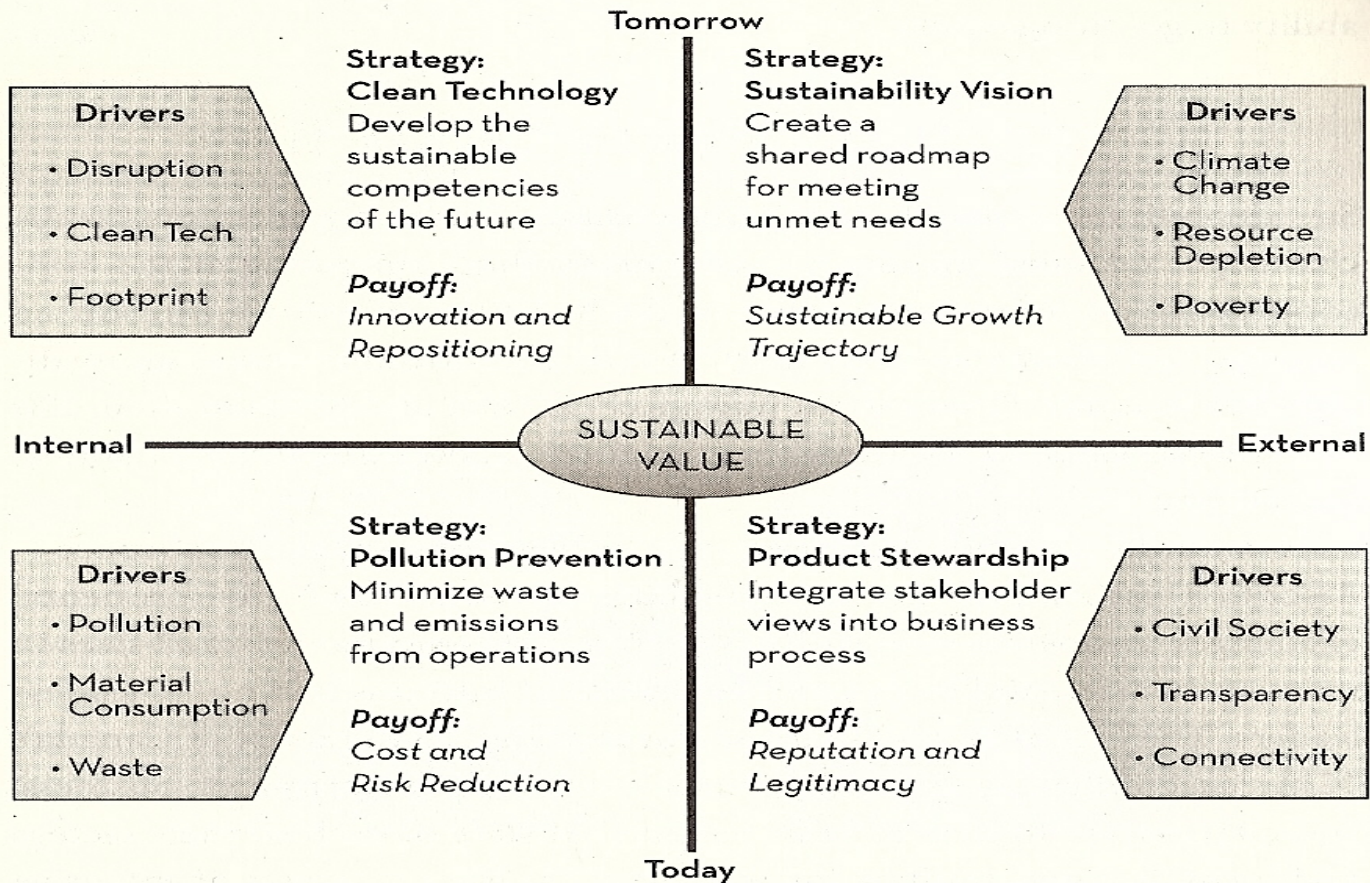 ability
Tomorrow
Drivers
• Disruption
• Clean Tech
• Footprint
Strategy:
Clean Technology
Develop the
sustainable
competencies
of the future
Payoff:
Innovation and
Repositioning
Strategy:
Sustainability Vision
Create a
shared roadmap
for meeting
unmet needs
Payoff:
Sustainable Growth
Trajectory
Drivers
• Climate
Change
• Resource
Depletion
• Poverty
Internal
SUSTAINABLE
VALUE
External
Drivers
• Pollution
• Material
Consumption
• Waste
Strategy:
Pollution Prevention
Minimize waste
and emissions
from operations
Payoff:
Cost and
Risk Reduction
Strategy:
Product Stewardship
Integrate stakeholder
views into business
process
Payoff:
Reputation and
Legitimacy
Drivers
• Civil Society
• Transparency
• Connectivity
Today